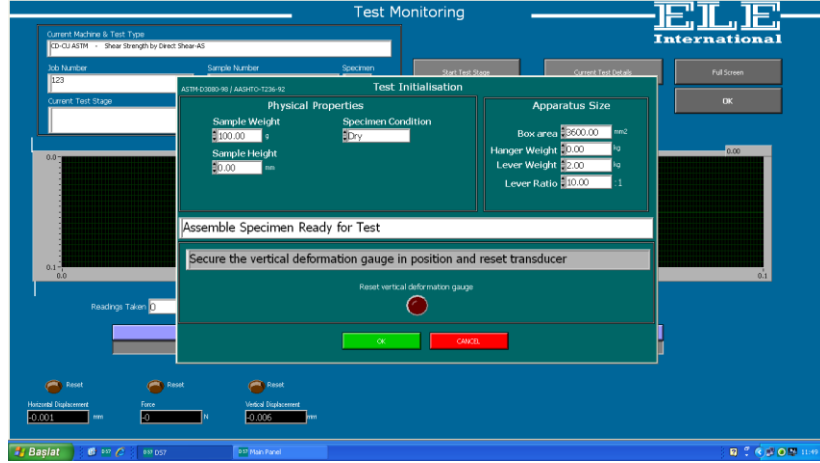 Test Monitoring
ELE
International
Current Machine & Test Type
CD-CU ASTM - Shear Strength by Direct Shear-AS
Job Number Sample Number Specimen
123
Start Test Stage Current Test Details Full Screen
Current Test Stage
OK
ASTM-D3080-98 / AASHTO-T236-92 Test Initialisation
Physical Properties Apparatus Size
Sample Weight Specimen Condition
100.00 g Dry
Sample Height
0.00 mm
Box area 3600.00 mm2
Hanger Weight 0.00 kg
Lever Weight 2.00 kg
Lever Ratio 10.00 :1
0.0 0.00
Assemble Specimen Ready for Test
Secure the vertical deformation gauge in position and reset transducer
0.1
0.0 0.1
Reset vertical deformation gauge
Readings Taken 0
OK CANCEL
Reset Reset Reset
Horizontal Displacement Force Vertical Displacement
-0.001 mm -0 N -0.006 mm
Başlat DS7 DS7 Main Panel 11:49